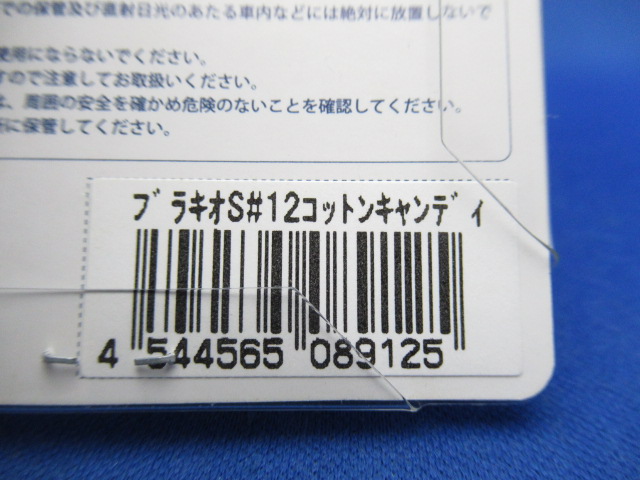 での保管及び直射日光のあたる車内などには絶対に放置しないで
使用にならないでください。
すので注意してお取扱いください。
は、周囲の安全を確かめ危険のないことを確認してください。
所に保管してください。
ブラキオS#12コットンキャンディ
4 544565 089125